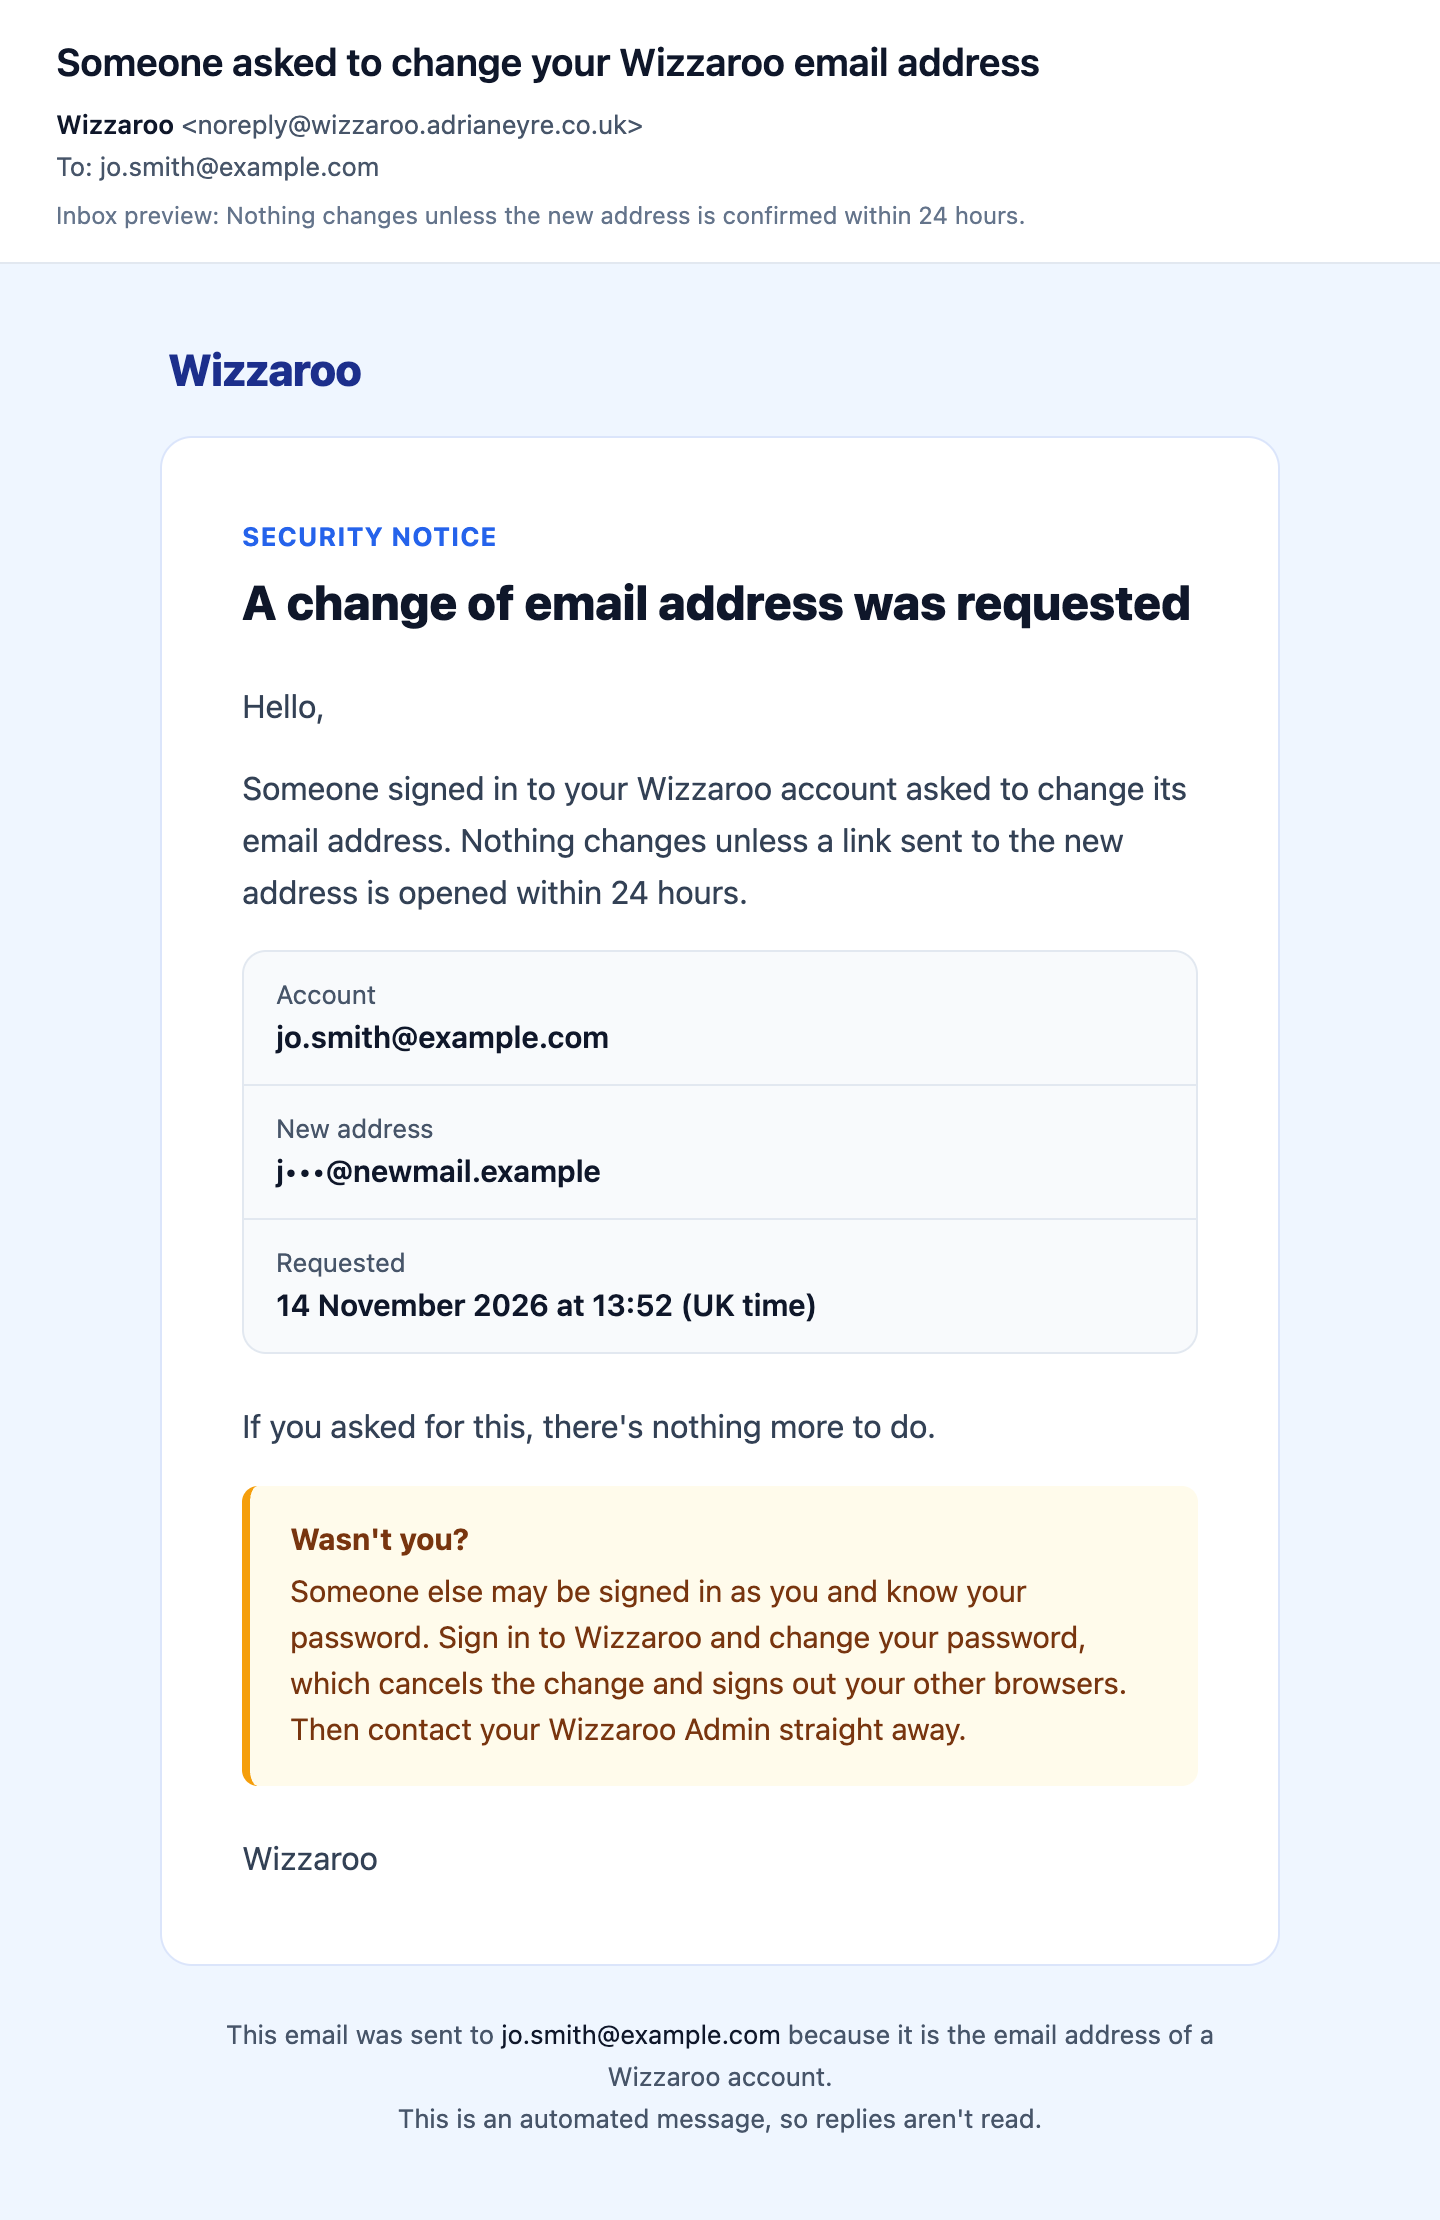 Someone asked to change your Wizzaroo email address
Wizzaroo <noreply@wizzaroo.adrianeyre.co.uk>
To: jo.smith@example.com
Inbox preview: Nothing changes unless the new address is confirmed within 24 hours.
Wizzaroo
SECURITY NOTICE
A change of email address was requested
Hello,
Someone signed in to your Wizzaroo account asked to change its
email address. Nothing changes unless a link sent to the new
address is opened within 24 hours.
Account
jo.smith@example.com
New address
j•••@newmail.example
Requested
14 November 2026 at 13:52 (UK time)
If you asked for this, there's nothing more to do.
Wasn't you?
Someone else may be signed in as you and know your
password. Sign in to Wizzaroo and change your password,
which cancels the change and signs out your other browsers.
Then contact your Wizzaroo Admin straight away.
Wizzaroo
This email was sent to jo.smith@example.com because it is the email address of a
Wizzaroo account.
This is an automated message, so replies aren't read.